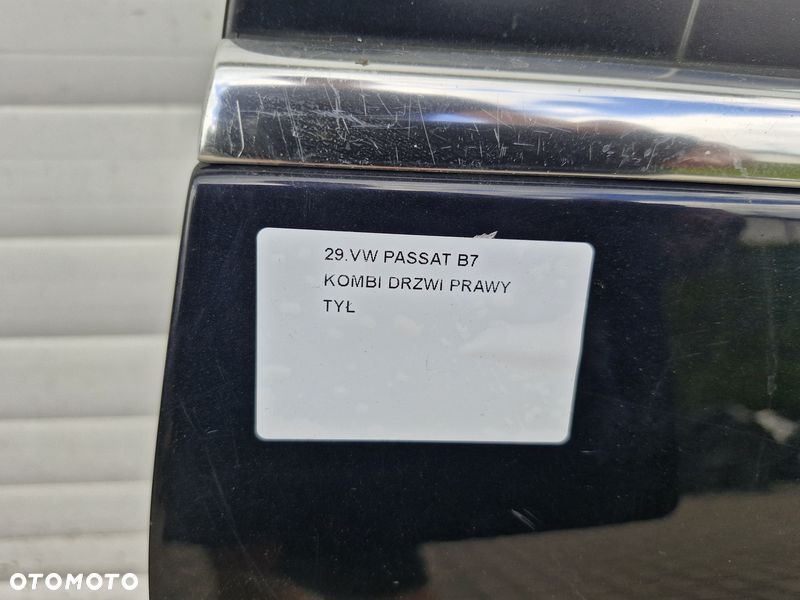 29.VW PASSAT B7
KOMBI DRZWI PRAWY
TYŁ
OTOMOTO